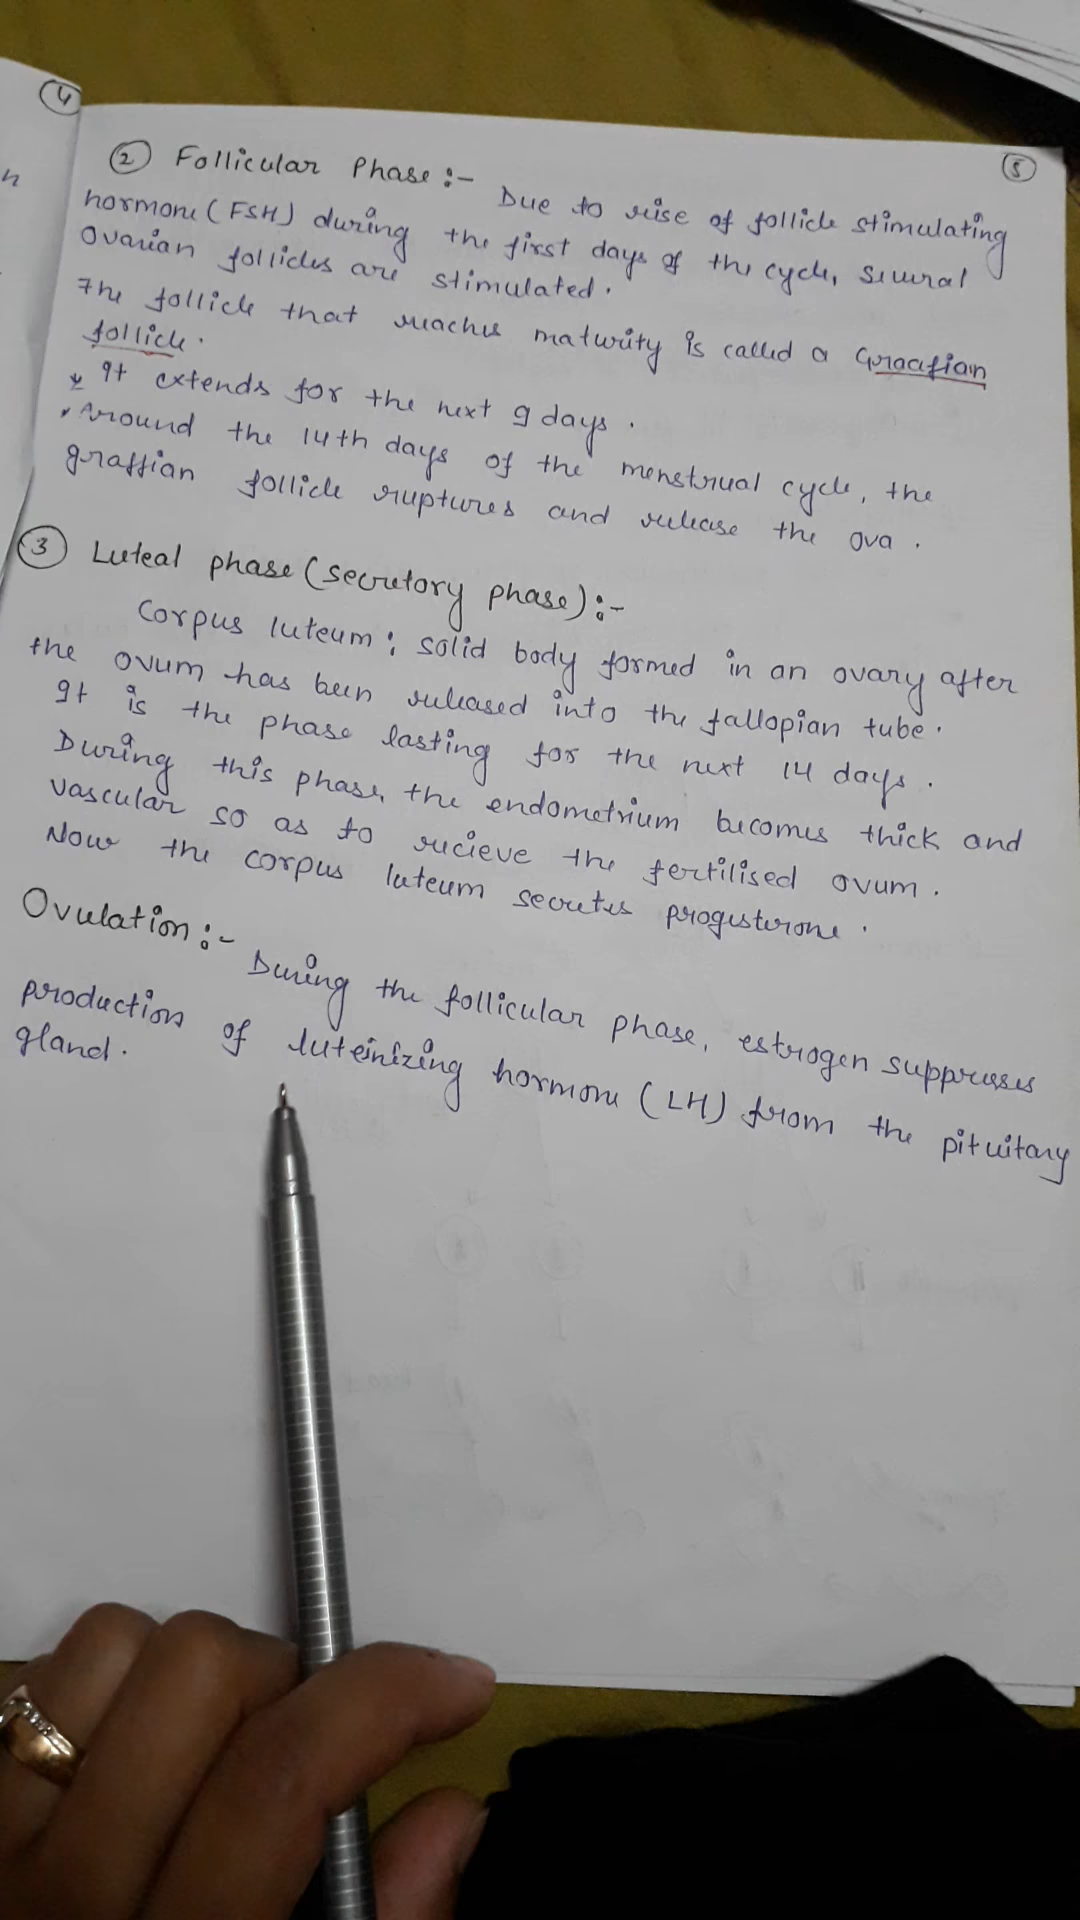 4
5
n
② Follicular Phase :- Due to rise of follicle stimulating
hormone (FSH) during the first days of the cycle, several
ovarian follicles are stimulated.
The follicle that reaches maturity is called a Graafian
follicle.
* It extends for the next 9 days.
* Around the 14th days of the menstrual cycle, the
graffian follicle ruptures and release the ova.
③ Luteal phase (secretory phase) :-
Corpus luteum : solid body formed in an ovary after
the ovum has been released into the fallopian tube.
It is the phase lasting for the next 14 days.
During this phase, the endometrium becomes thick and
vascular so as to recieve the fertilised ovum.
Now the corpus luteum secretes progesterone.
Ovulation :- During the follicular phase, estrogen suppresses
production of luteinizing hormone (LH) from the pituitary
gland.